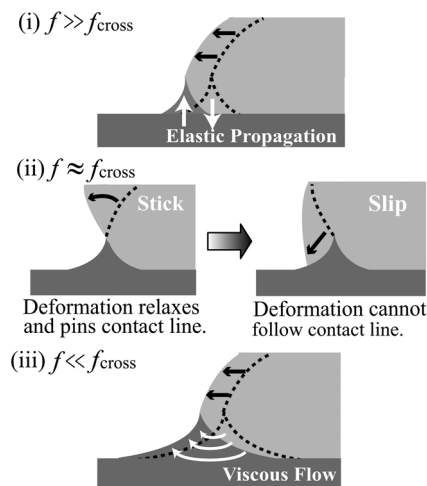 (i) f >> fcross
Elastic Propagation
(ii) f ≈ fcross
Stick
Slip
Deformation relaxes
and pins contact line.
Deformation cannot
follow contact line.
(iii) f << fcross
Viscous Flow